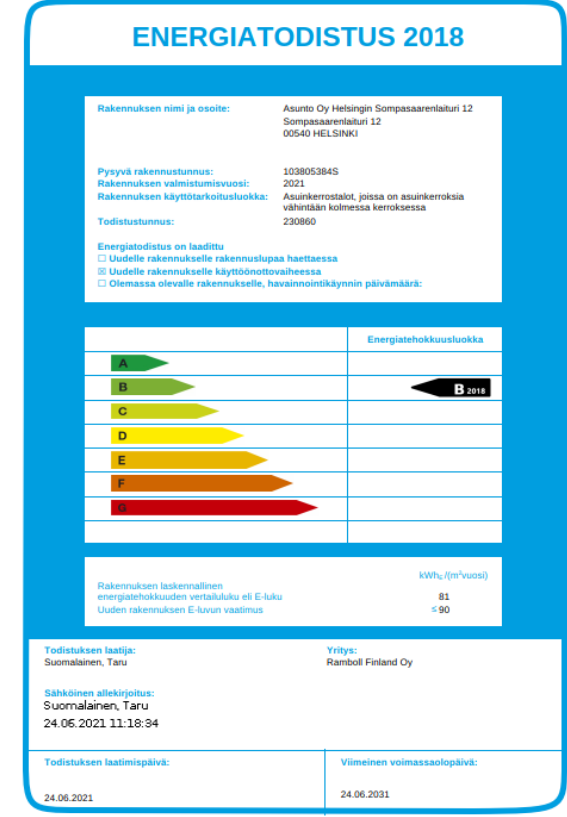 ENERGIATODISTUS 2018
Rakennuksen nimi ja osoite: Asunto Oy Helsingin Sompasaarenlaituri 12
Sompasaarenlaituri 12
00540 HELSINKI
Pysyvä rakennustunnus: 103805384S
Rakennuksen valmistumisvuosi: 2021
Rakennuksen käyttötarkoitusluokka: Asuinkerrostalot, joissa on asuinkerroksia
vähintään kolmessa kerroksessa
Todistustunnus: 230860
Energiatodistus on laadittu
☐ Uudelle rakennukselle rakennuslupaa haettaessa
☒ Uudelle rakennukselle käyttöönottovaiheessa
☐ Olemassa olevalle rakennukselle, havainnointikäynnin päivämäärä:
Energiatehokkuusluokka
A
B B 2018
C
D
E
F
G
kWhE/(m²vuosi)
Rakennuksen laskennallinen
energiatehokkuuden vertailuluku eli E-luku 81
Uuden rakennuksen E-luvun vaatimus ≤ 90
Todistuksen laatija: Yritys:
Suomalainen, Taru Ramboll Finland Oy
Sähköinen allekirjoitus:
Suomalainen, Taru
24.06.2021 11:18:34
Todistuksen laatimispäivä: Viimeinen voimassaolopäivä:
24.06.2021 24.06.2031